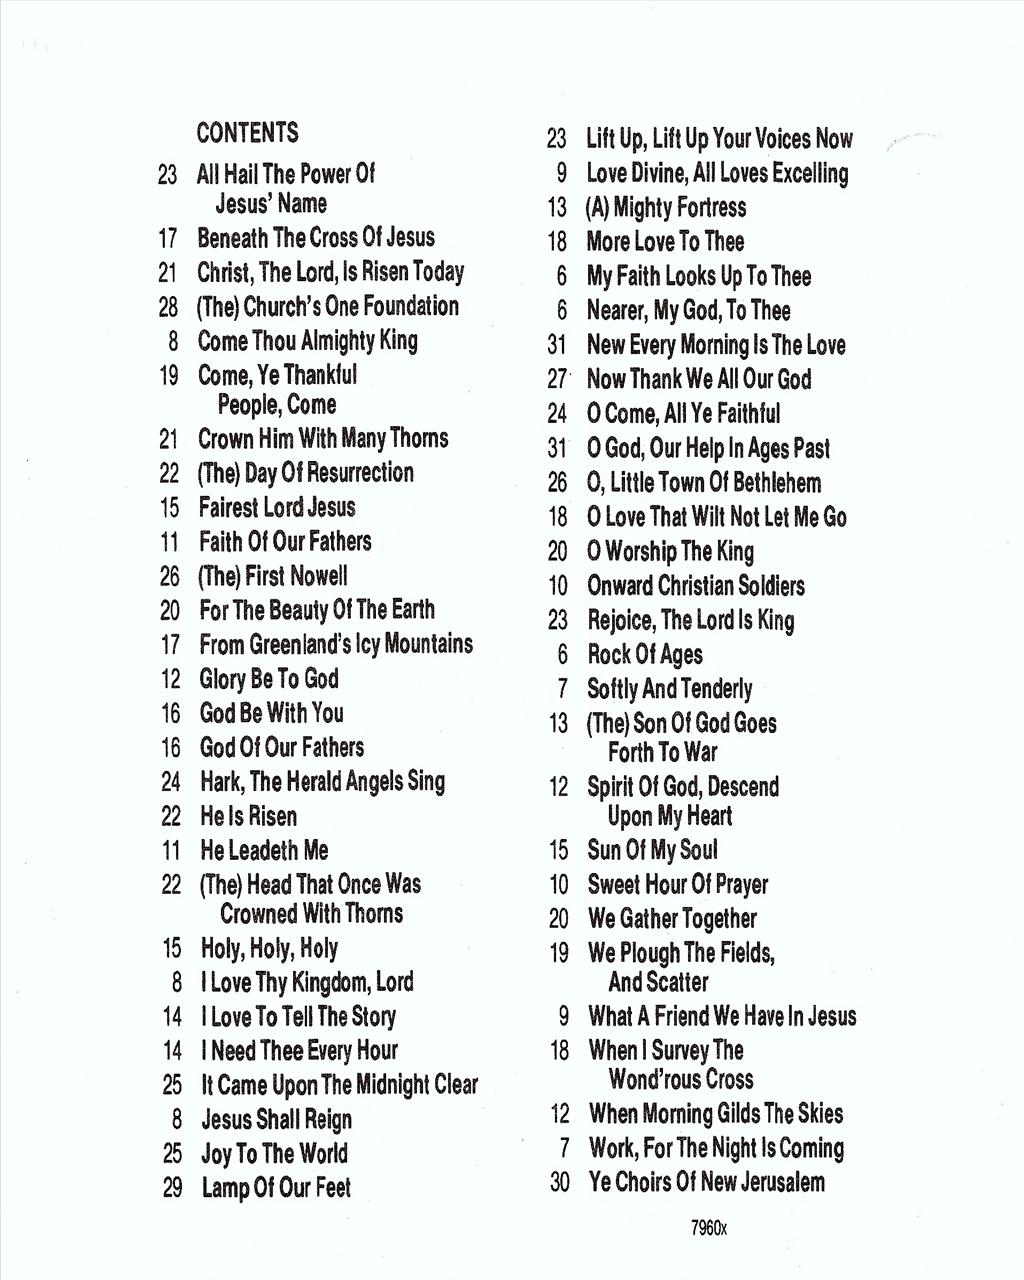 CONTENTS
23 All Hail The Power Of
Jesus' Name
17 Beneath The Cross Of Jesus
21 Christ, The Lord, Is Risen Today
28 (The) Church's One Foundation
8 Come Thou Almighty King
19 Come, Ye Thankful
People, Come
21 Crown Him With Many Thorns
22 (The) Day Of Resurrection
15 Fairest Lord Jesus
11 Faith Of Our Fathers
26 (The) First Nowell
20 For The Beauty Of The Earth
17 From Greenland's Icy Mountains
12 Glory Be To God
16 God Be With You
16 God Of Our Fathers
24 Hark, The Herald Angels Sing
22 He Is Risen
11 He Leadeth Me
22 (The) Head That Once Was
Crowned With Thorns
15 Holy, Holy, Holy
8 I Love Thy Kingdom, Lord
14 I Love To Tell The Story
14 I Need Thee Every Hour
25 It Came Upon The Midnight Clear
8 Jesus Shall Reign
25 Joy To The World
29 Lamp Of Our Feet
23 Lift Up, Lift Up Your Voices Now
9 Love Divine, All Loves Excelling
13 (A) Mighty Fortress
18 More Love To Thee
6 My Faith Looks Up To Thee
6 Nearer, My God, To Thee
31 New Every Morning Is The Love
27 Now Thank We All Our God
24 O Come, All Ye Faithful
31 O God, Our Help In Ages Past
26 O, Little Town Of Bethlehem
18 O Love That Wilt Not Let Me Go
20 O Worship The King
10 Onward Christian Soldiers
23 Rejoice, The Lord Is King
6 Rock Of Ages
7 Softly And Tenderly
13 (The) Son Of God Goes
Forth To War
12 Spirit Of God, Descend
Upon My Heart
15 Sun Of My Soul
10 Sweet Hour Of Prayer
20 We Gather Together
19 We Plough The Fields,
And Scatter
9 What A Friend We Have In Jesus
18 When I Survey The
Wond'rous Cross
12 When Morning Gilds The Skies
7 Work, For The Night Is Coming
30 Ye Choirs Of New Jerusalem
7960x